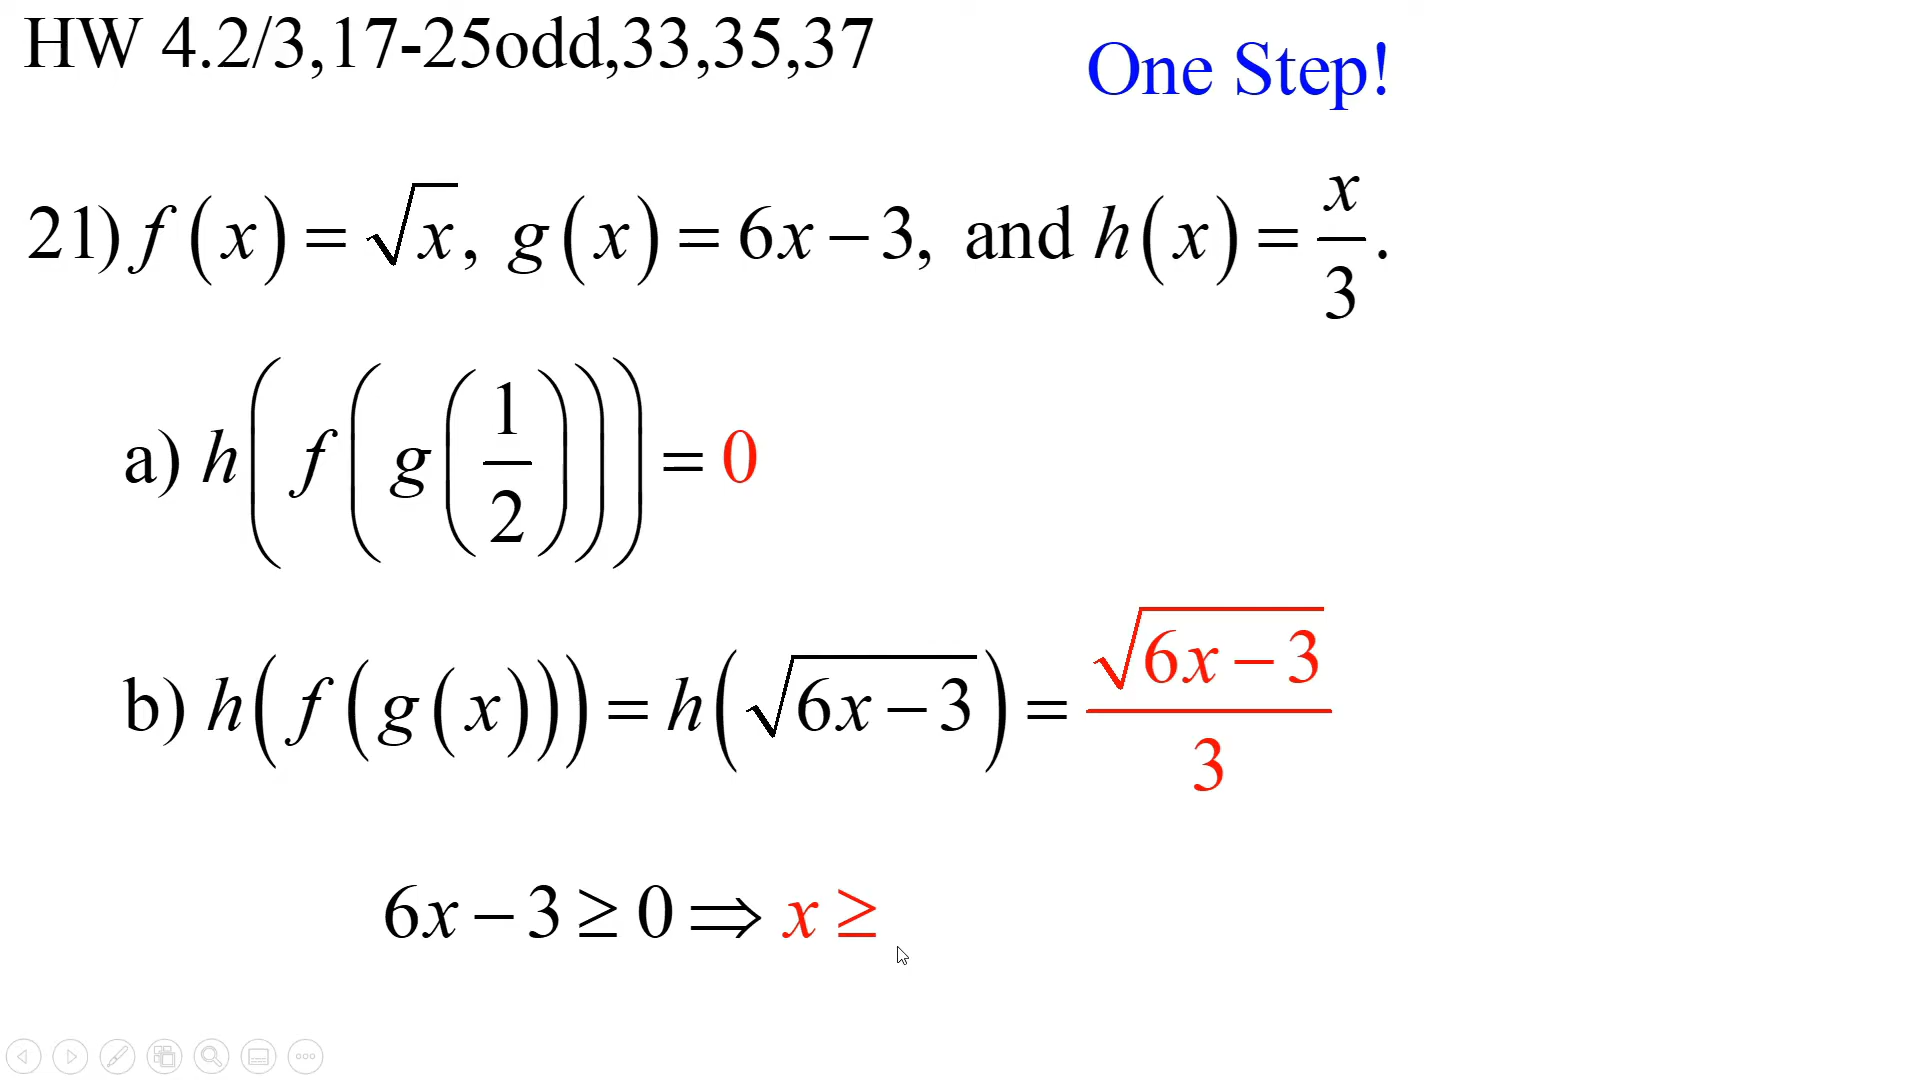 HW 4.2/3,17-25odd,33,35,37
One Step!
21) f(x) = √x, g(x) = 6x − 3, and h(x) = x/3.
a) h(f(g(1/2))) = 0
b) h(f(g(x))) = h(√(6x − 3)) = √(6x − 3)/3
6x − 3 ≥ 0 ⇒ x ≥